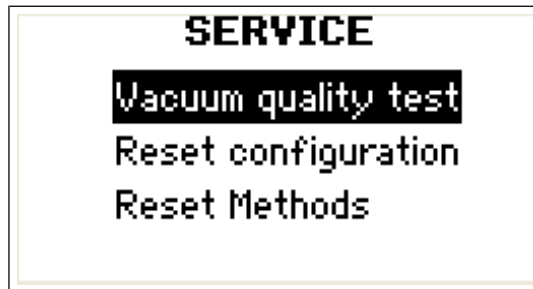 SERVICE
Vacuum quality test
Reset configuration
Reset Methods